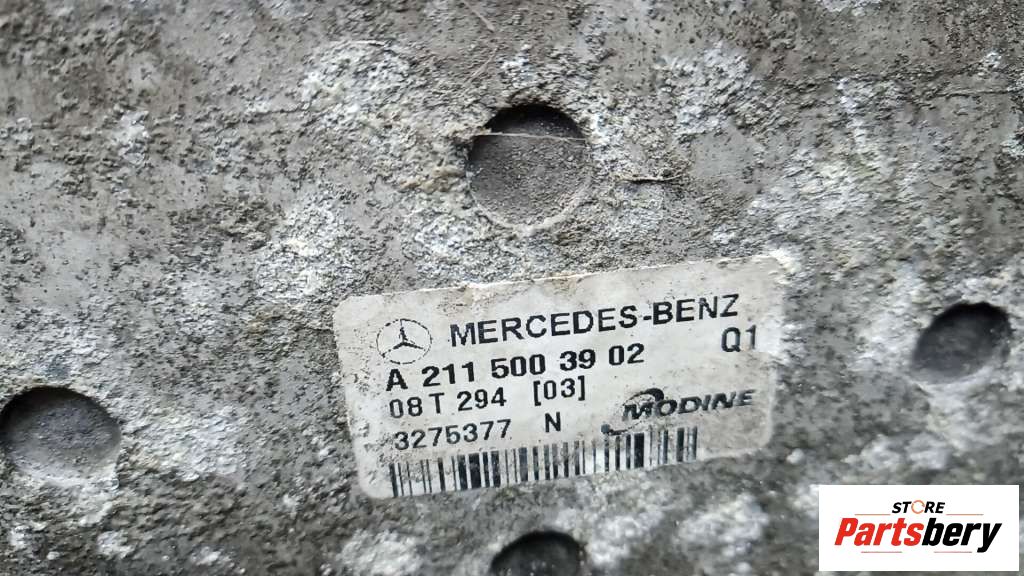 MERCEDES-BENZ
A 211 500 39 02 Q1
08 T 294 [03]
3275377 N MODINE
STORE
Partsbery